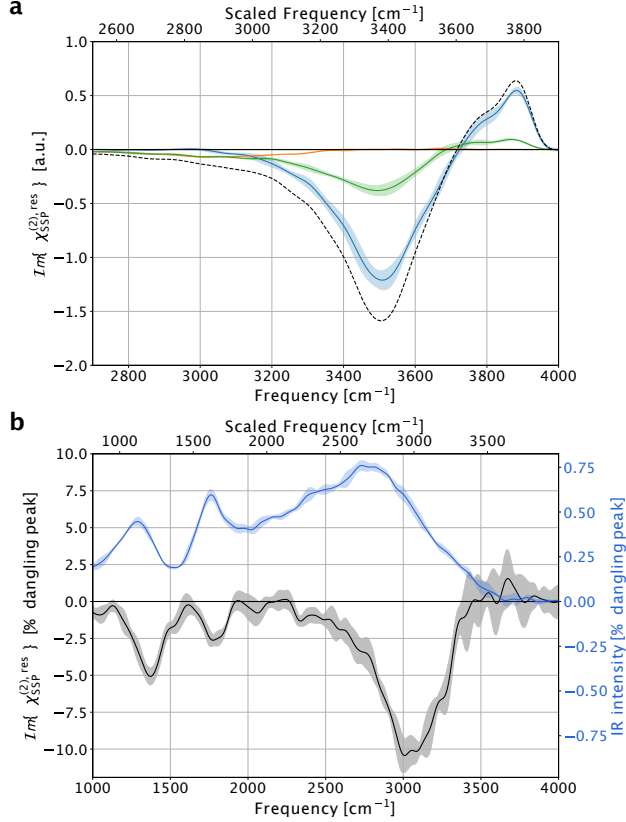 a
Scaled Frequency [cm⁻¹]
2600 2800 3000 3200 3400 3600 3800
1.0
0.5
0.0
−0.5
−1.0
−1.5
−2.0
ℐm{ χ_SSP^(2), res } [a.u.]
2800 3000 3200 3400 3600 3800 4000
Frequency [cm⁻¹]
b
Scaled Frequency [cm⁻¹]
1000 1500 2000 2500 3000 3500
10.0
7.5
5.0
2.5
0.0
−2.5
−5.0
−7.5
−10.0
ℐm{ χ_SSP^(2), res } [% dangling peak]
0.75
0.50
0.25
0.00
−0.25
−0.50
−0.75
IR intensity [% dangling peak]
1000 1500 2000 2500 3000 3500 4000
Frequency [cm⁻¹]